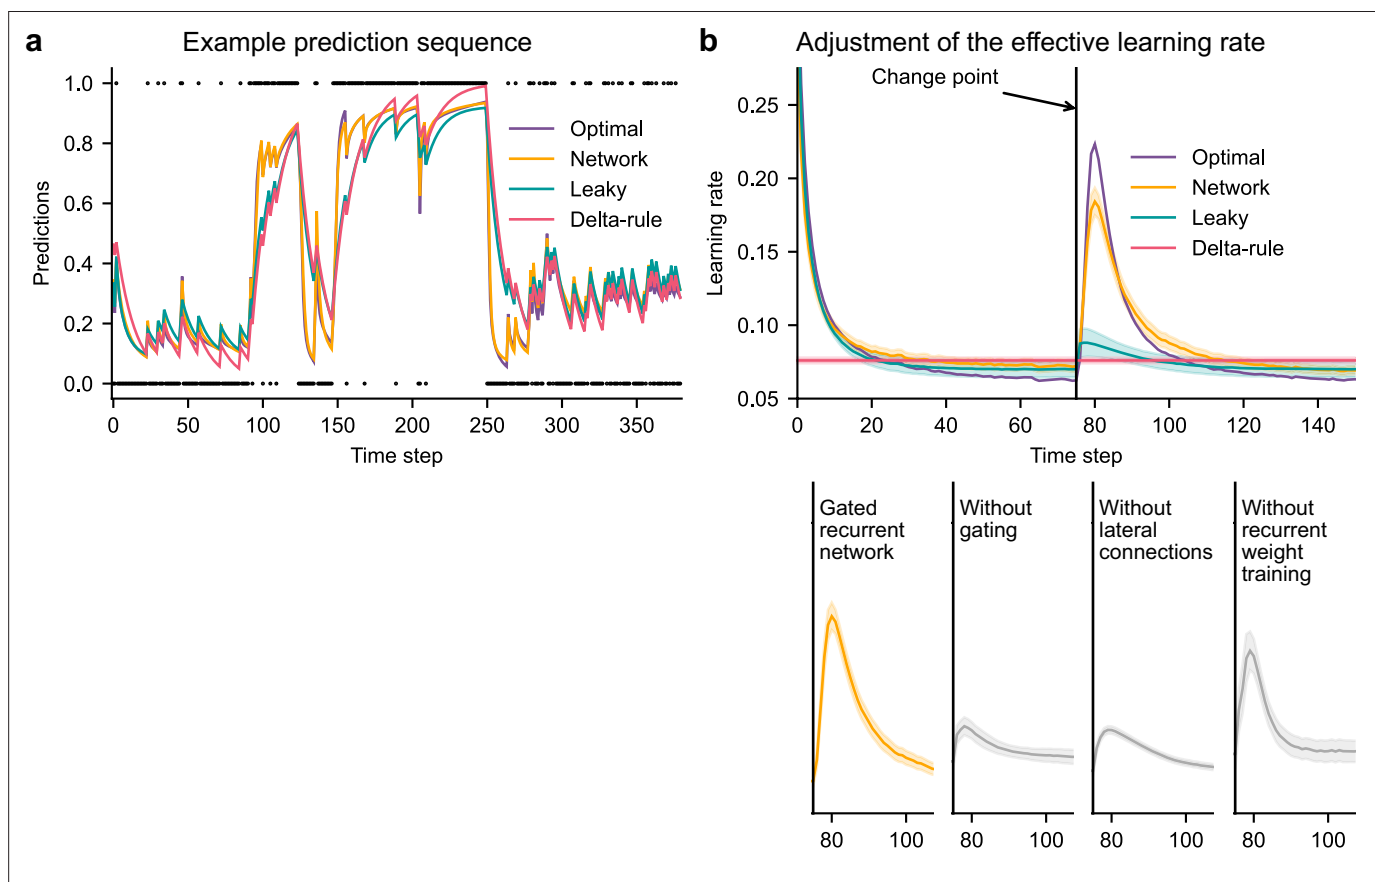 a
Example prediction sequence
1.0
0.8
0.6
0.4
0.2
0.0
Predictions
Optimal
Network
Leaky
Delta-rule
0
50
100
150
200
250
300
350
Time step
b
Adjustment of the effective learning rate
Change point
0.25
0.20
0.15
0.10
0.05
Learning rate
Optimal
Network
Leaky
Delta-rule
0
20
40
60
80
100
120
140
Time step
Gated
recurrent
network
80
100
Without
gating
80
100
Without
lateral
connections
80
100
Without
recurrent
weight
training
80
100